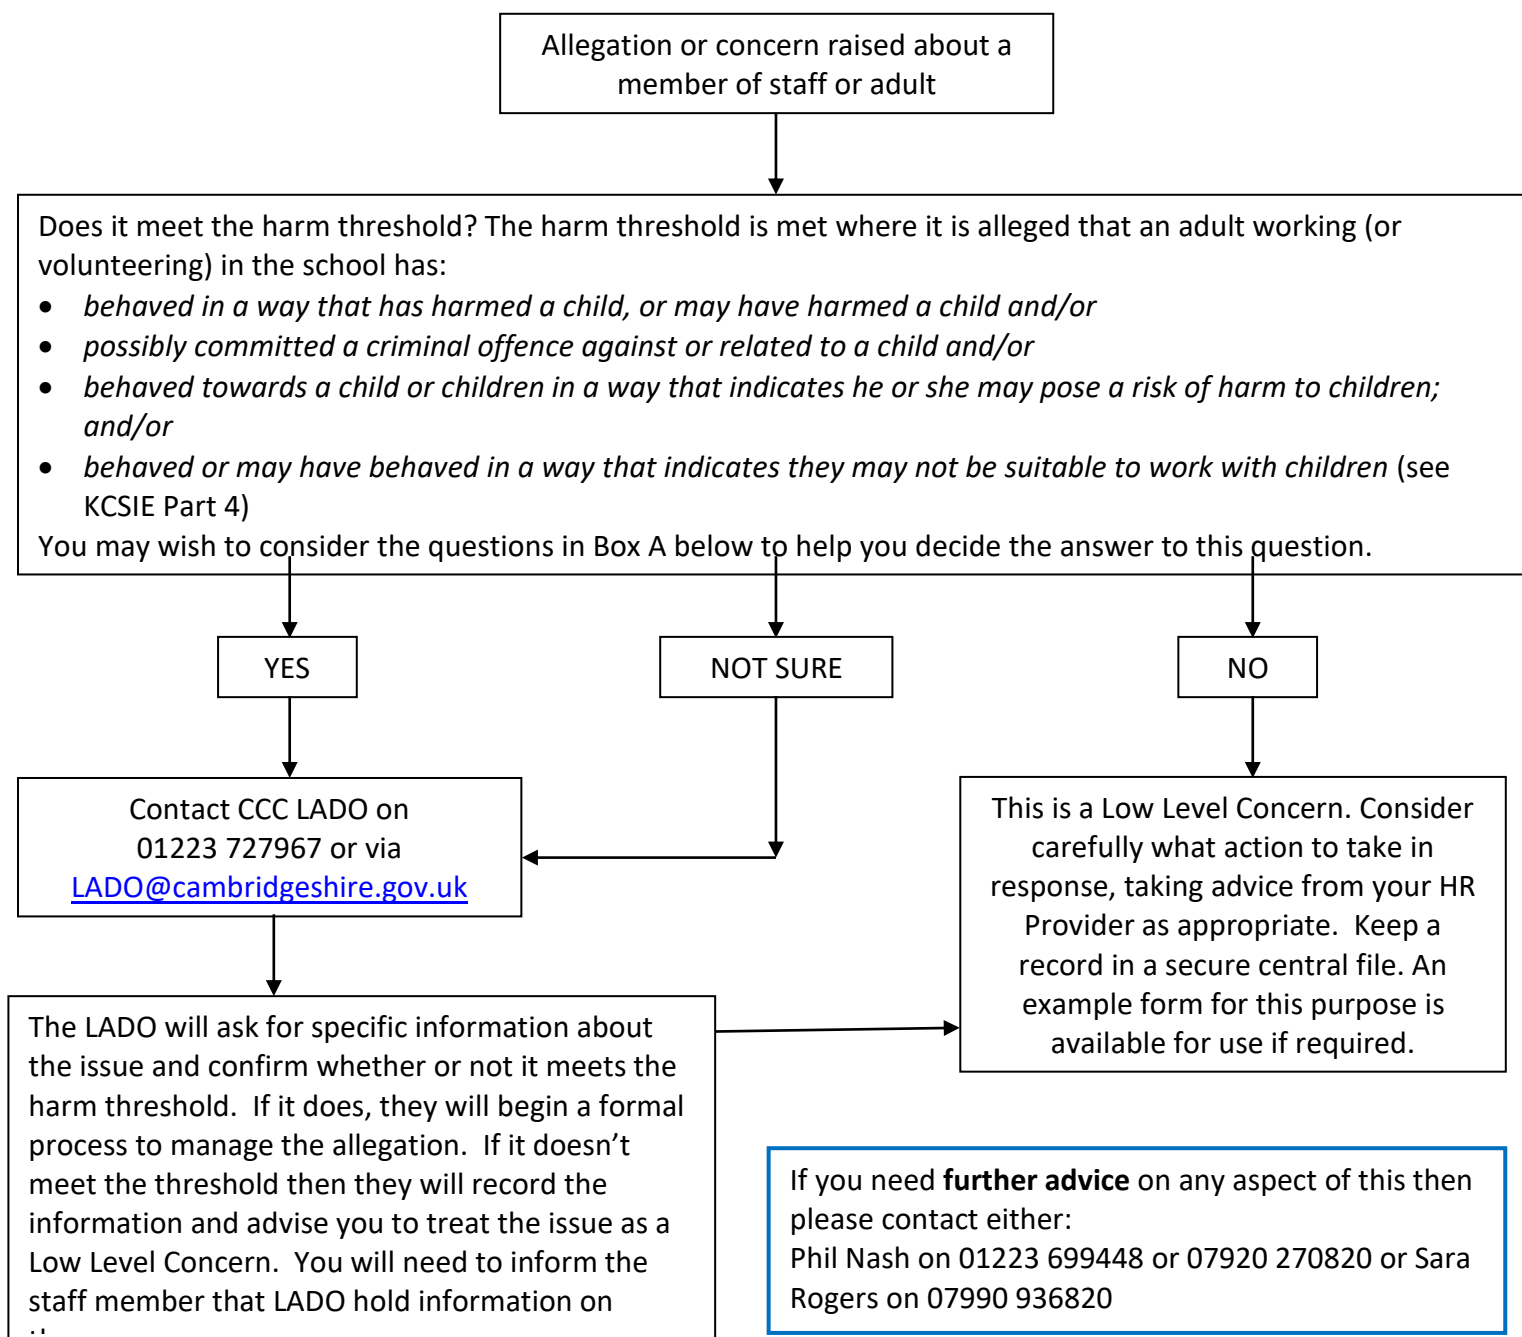 Allegation or concern raised about a
member of staff or adult
Does it meet the harm threshold? The harm threshold is met where it is alleged that an adult working (or
volunteering) in the school has:
• behaved in a way that has harmed a child, or may have harmed a child and/or
• possibly committed a criminal offence against or related to a child and/or
• behaved towards a child or children in a way that indicates he or she may pose a risk of harm to children;
and/or
• behaved or may have behaved in a way that indicates they may not be suitable to work with children (see
KCSIE Part 4)
You may wish to consider the questions in Box A below to help you decide the answer to this question.
YES
NOT SURE
NO
Contact CCC LADO on
01223 727967 or via
LADO@cambridgeshire.gov.uk
This is a Low Level Concern. Consider
carefully what action to take in
response, taking advice from your HR
Provider as appropriate.  Keep a
record in a secure central file. An
example form for this purpose is
available for use if required.
The LADO will ask for specific information about
the issue and confirm whether or not it meets the
harm threshold.  If it does, they will begin a formal
process to manage the allegation.  If it doesn’t
meet the threshold then they will record the
information and advise you to treat the issue as a
Low Level Concern.  You will need to inform the
staff member that LADO hold information on
If you need further advice on any aspect of this then
please contact either:
Phil Nash on 01223 699448 or 07920 270820 or Sara
Rogers on 07990 936820